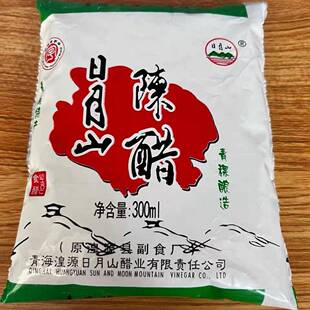 日月山
日月山
陳醋
青稞酿造
净含量:300ml
(原湟源县副食厂)
青海湟源日月山醋业有限责任公司
QINGHAI HUANGYUAN SUN AND MOON MOUNTAIN VINEGAR CO., LTD